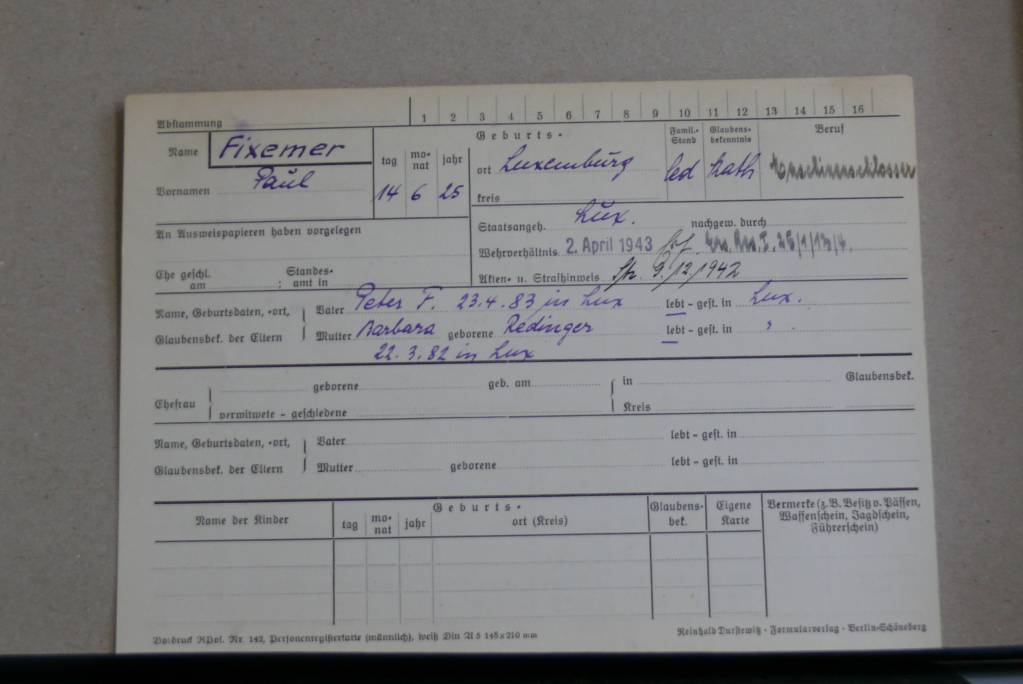 Abstammung 1 2 3 4 5 6 7 8 9 10 11 12 13 14 15 16
Name Fixemer tag mo-nat jahr Geburts- Famil.-Stand Glaubens-bekenntnis Beruf
Vornamen Paul 14 6 25 ort Luxemburg led Kath Maschinenschlosser
kreis
Staatsangeh. Lux. nachgew. durch
An Ausweispapieren haben vorgelegen
Wehrverhältnis 2. April 1943
Ehe geschl. am : Standes-amt in
Akten- u. Strafhinweis 9/12/1942
Name, Geburtsdaten, -ort, Vater Peter F. 23.4.83 in Lux lebt - gest. in Lux.
Glaubensbek. der Eltern Mutter Barbara geborene Redinger lebt - gest. in "
22.3.82 in Lux
geborene geb. am in Glaubensbek.
Ehefrau
verwitwete - geschiedene Kreis
Name, Geburtsdaten, -ort, Vater lebt - gest. in
Glaubensbek. der Eltern Mutter geborene lebt - gest. in
Name der Kinder tag mo-nat jahr Geburts- ort (Kreis) Glaubens-bek. Eigene Karte Vermerke (z. B. Besitz v. Pässen,
Waffenschein, Jagdschein,
Führerschein)
Vordruck RPol. Nr. 142, Personenregisterkarte (männlich), weiß Din A 5 148 x 210 mm Reinhold Durstewitz · Formularverlag · Berlin-Schöneberg